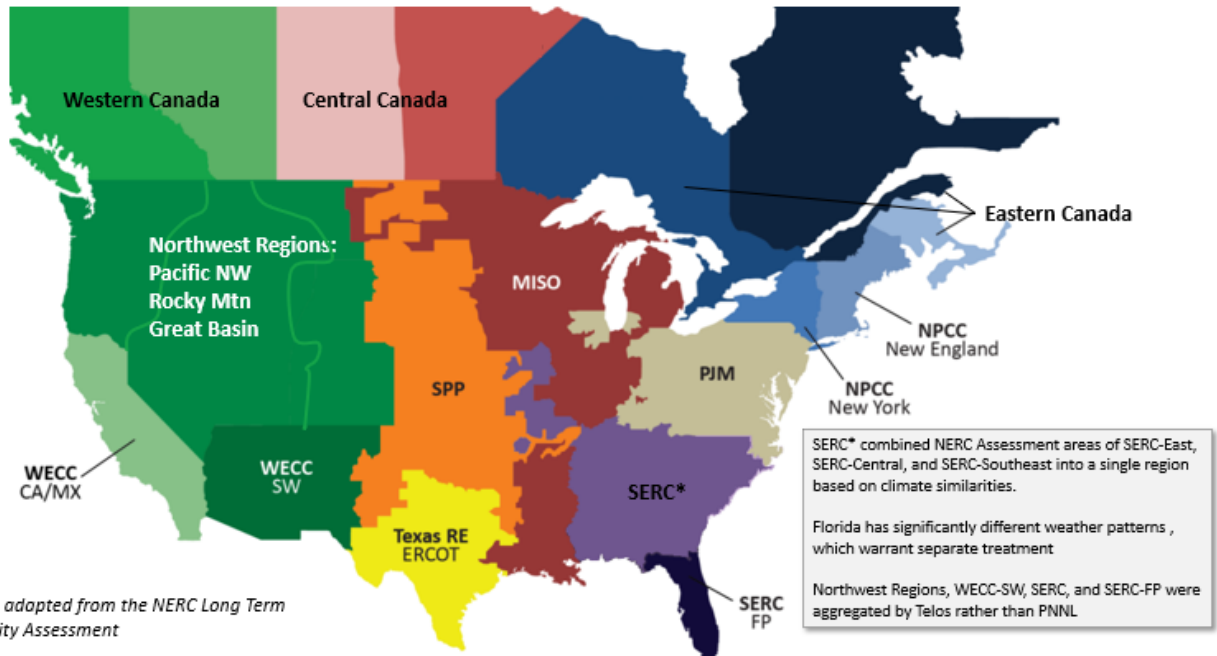 Western Canada
Central Canada
Eastern Canada
Northwest Regions:
Pacific NW
Rocky Mtn
Great Basin
MISO
NPCC
New England
SPP
PJM
NPCC
New York
WECC
CA/MX
WECC
SW
SERC*
Texas RE
ERCOT
SERC
FP
SERC* combined NERC Assessment areas of SERC-East,
SERC-Central, and SERC-Southeast into a single region
based on climate similarities.
Florida has significantly different weather patterns ,
which warrant separate treatment
Northwest Regions, WECC-SW, SERC, and SERC-FP were
aggregated by Telos rather than PNNL
adopted from the NERC Long Term
ity Assessment